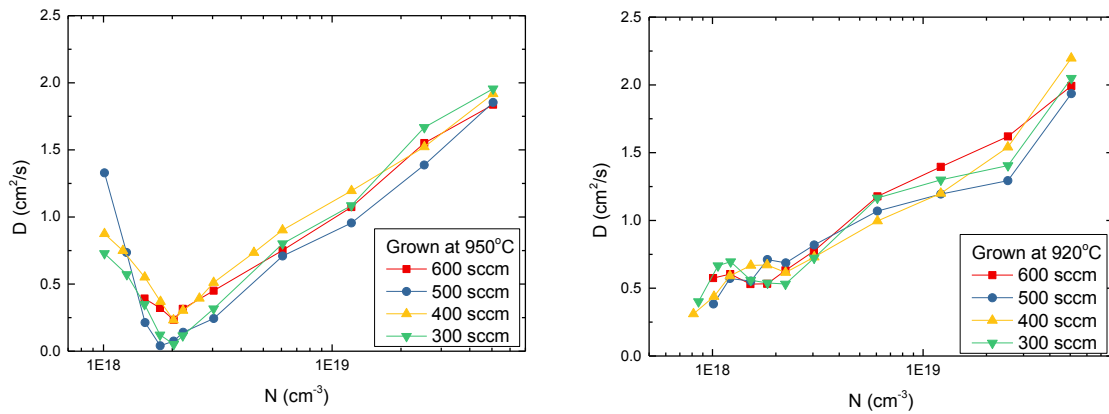 2.5
2.0
1.5
1.0
0.5
0.0
D (cm²/s)
1E18
1E19
N (cm⁻³)
Grown at 950°C
600 sccm
500 sccm
400 sccm
300 sccm
2.5
2.0
1.5
1.0
0.5
0.0
D (cm²/s)
1E18
1E19
N (cm⁻³)
Grown at 920°C
600 sccm
500 sccm
400 sccm
300 sccm